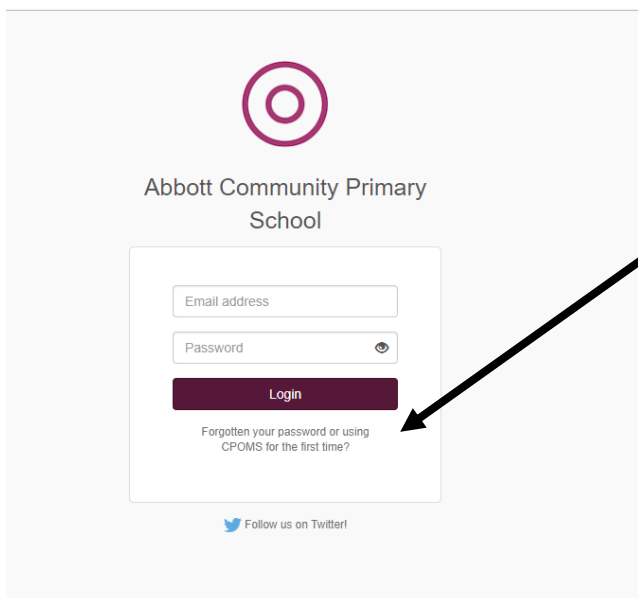 Abbott Community Primary
School
Email address
Password
Login
Forgotten your password or using
CPOMS for the first time?
Follow us on Twitter!